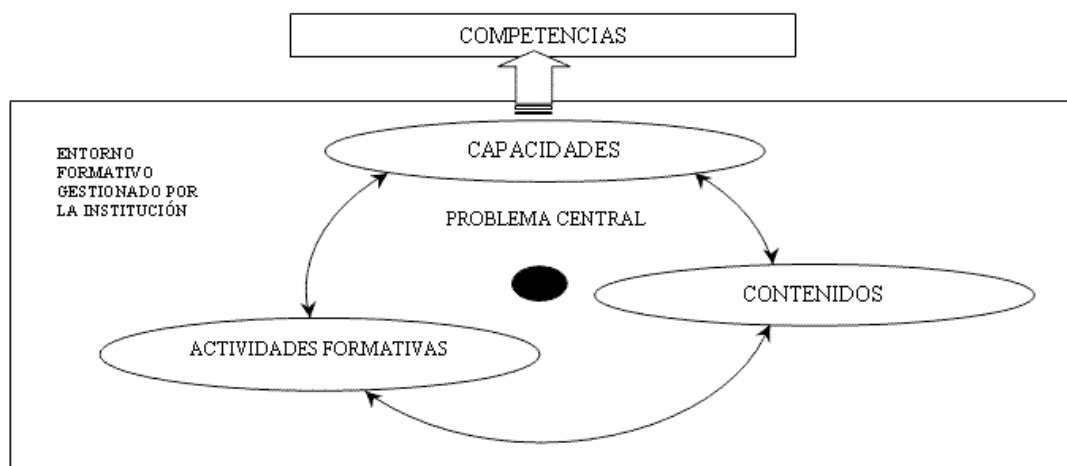 COMPETENCIAS
CAPACIDADES
ENTORNO
FORMATIVO
GESTIONADO POR
LA INSTITUCIÓN
PROBLEMA CENTRAL
CONTENIDOS
ACTIVIDADES FORMATIVAS